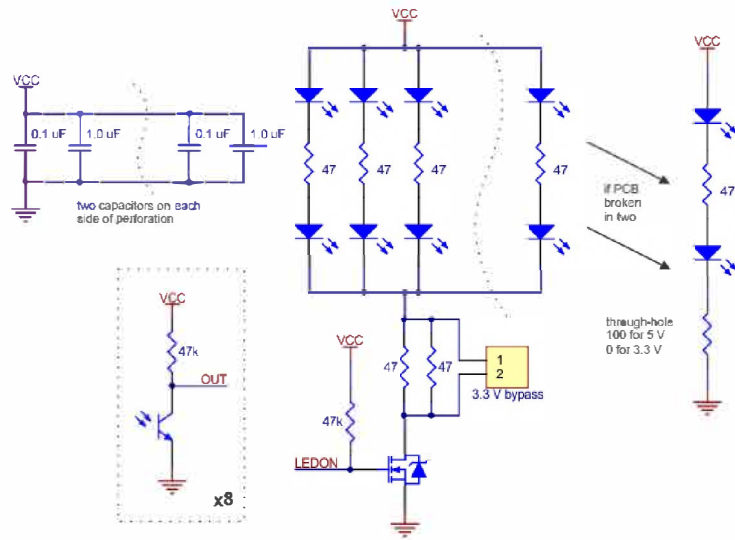 VCC
0.1 uF
1.0 uF
0.1 uF
1.0 uF
two capacitors on each
side of perforation
VCC
47k
OUT
x8
VCC
47
47
47
47
47
47
1
2
3.3 V bypass
VCC
47k
LEDON
if PCB
broken
in two
VCC
47
through-hole
100 for 5 V
0 for 3.3 V